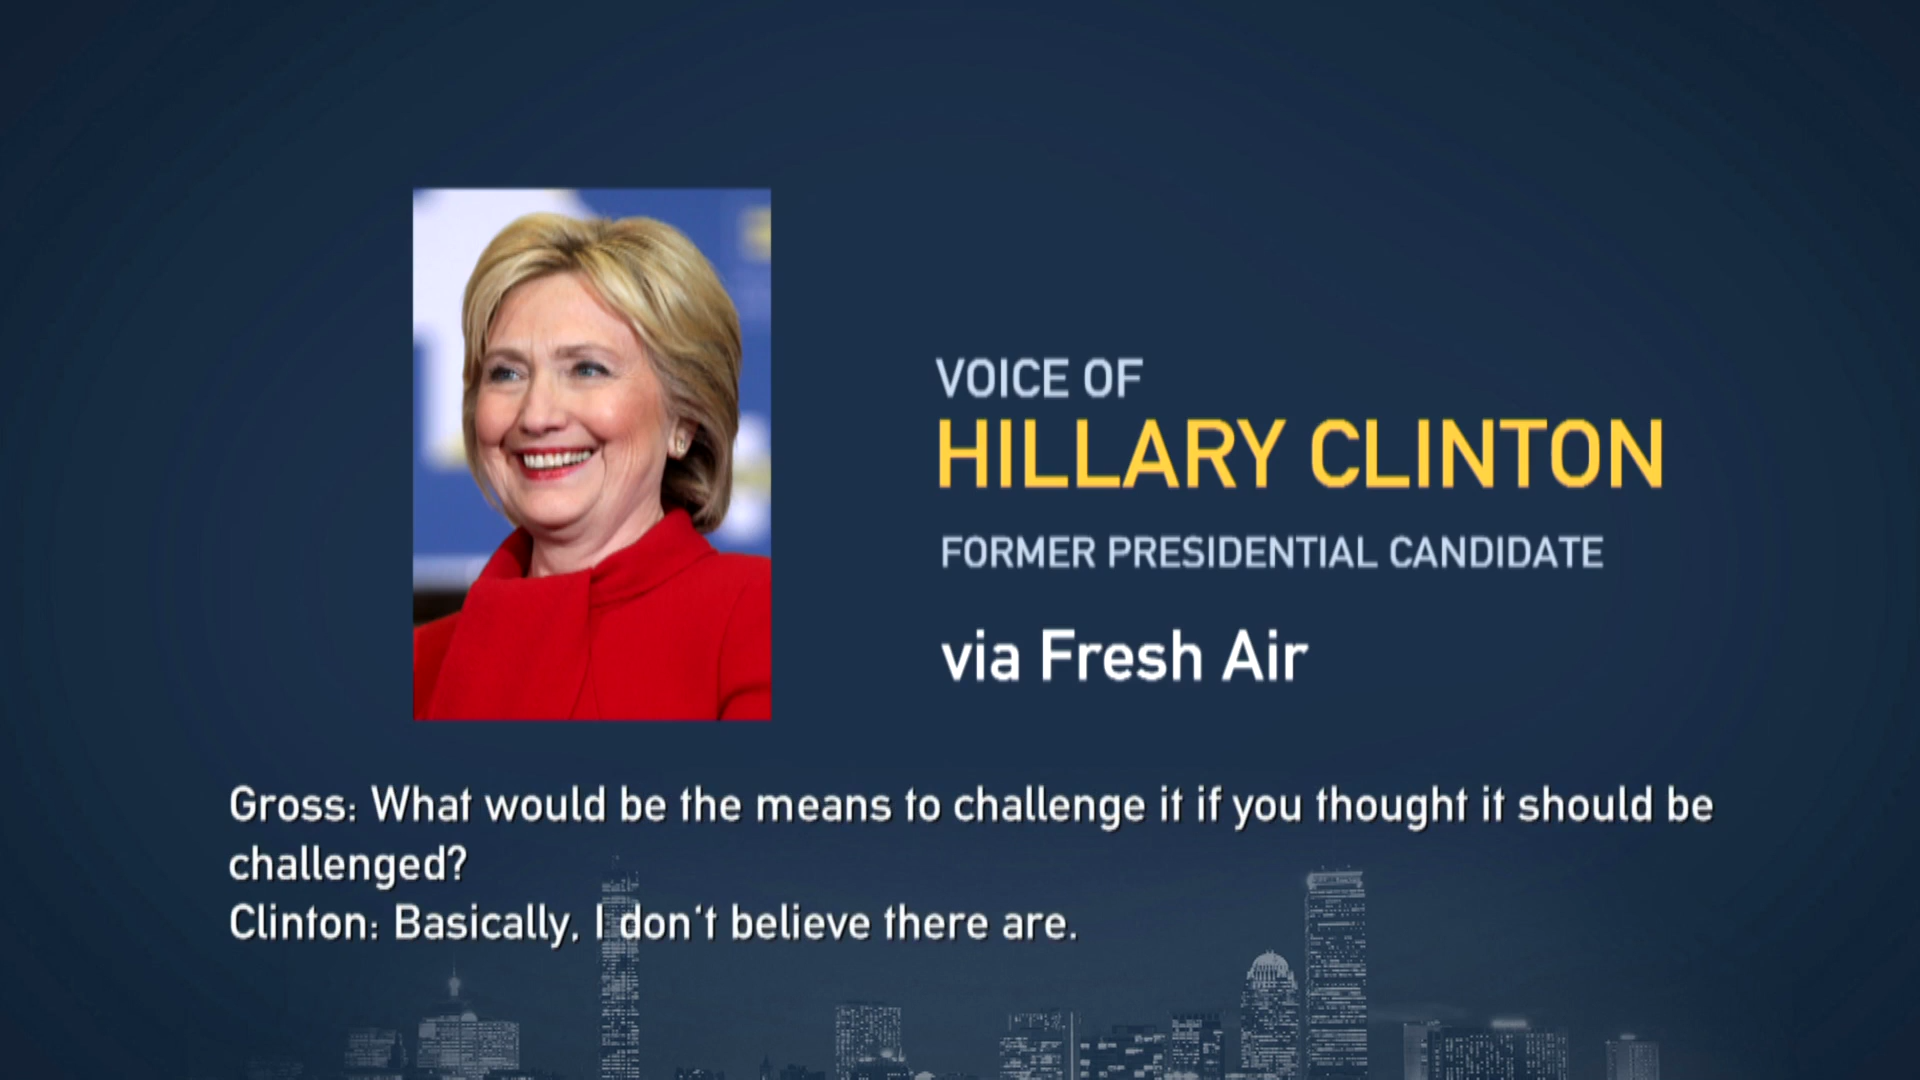 VOICE OF
HILLARY CLINTON
FORMER PRESIDENTIAL CANDIDATE
via Fresh Air
Gross: What would be the means to challenge it if you thought it should be
challenged?
Clinton: Basically, I don't believe there are.